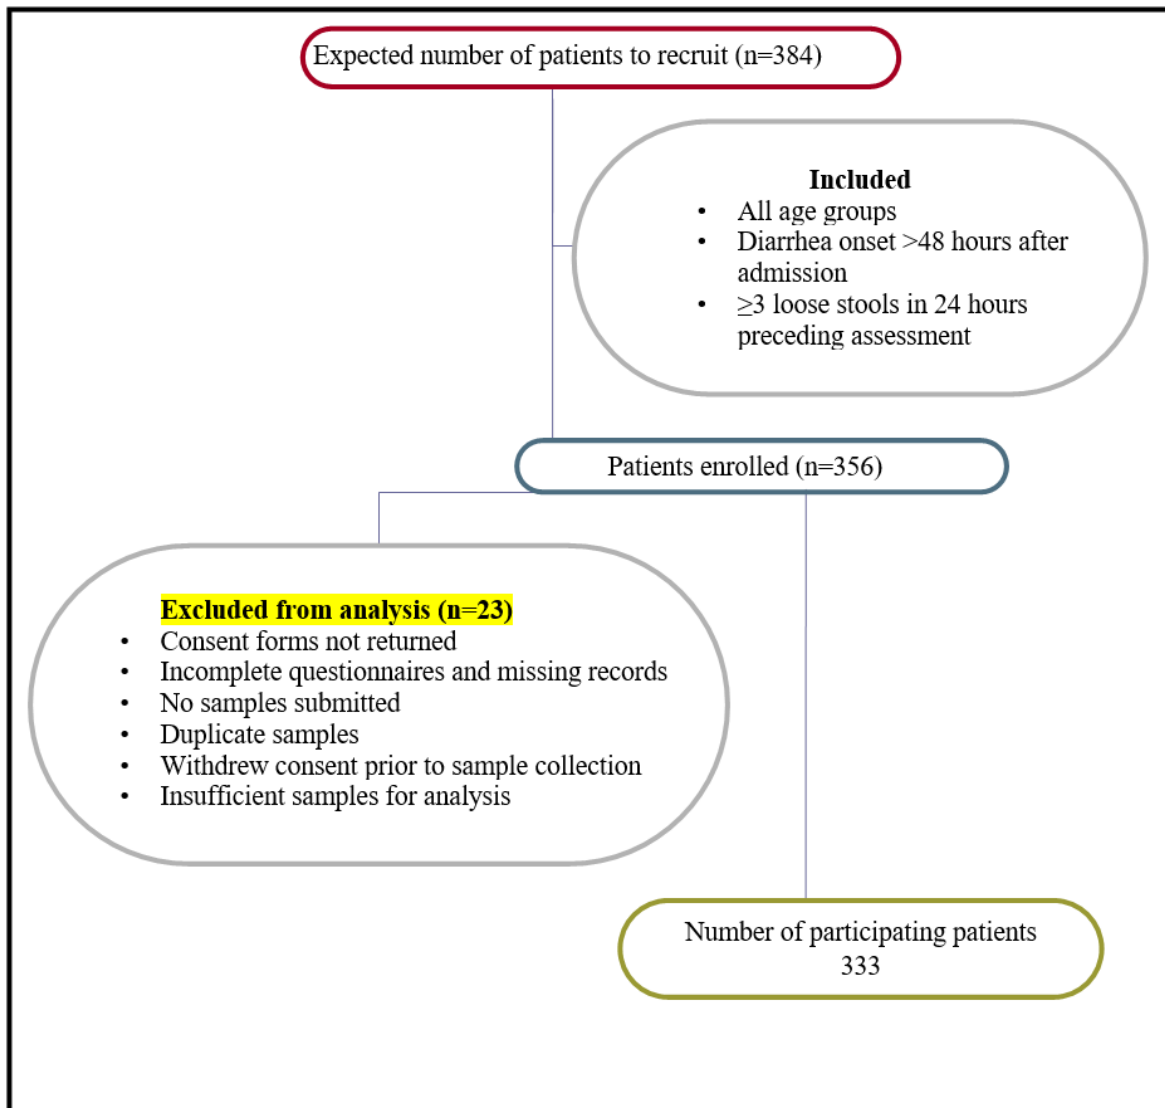 Expected number of patients to recruit (n=384)
Included
• All age groups
• Diarrhea onset >48 hours after
admission
• ≥3 loose stools in 24 hours
preceding assessment
Patients enrolled (n=356)
Excluded from analysis (n=23)
• Consent forms not returned
• Incomplete questionnaires and missing records
• No samples submitted
• Duplicate samples
• Withdrew consent prior to sample collection
• Insufficient samples for analysis
Number of participating patients
333